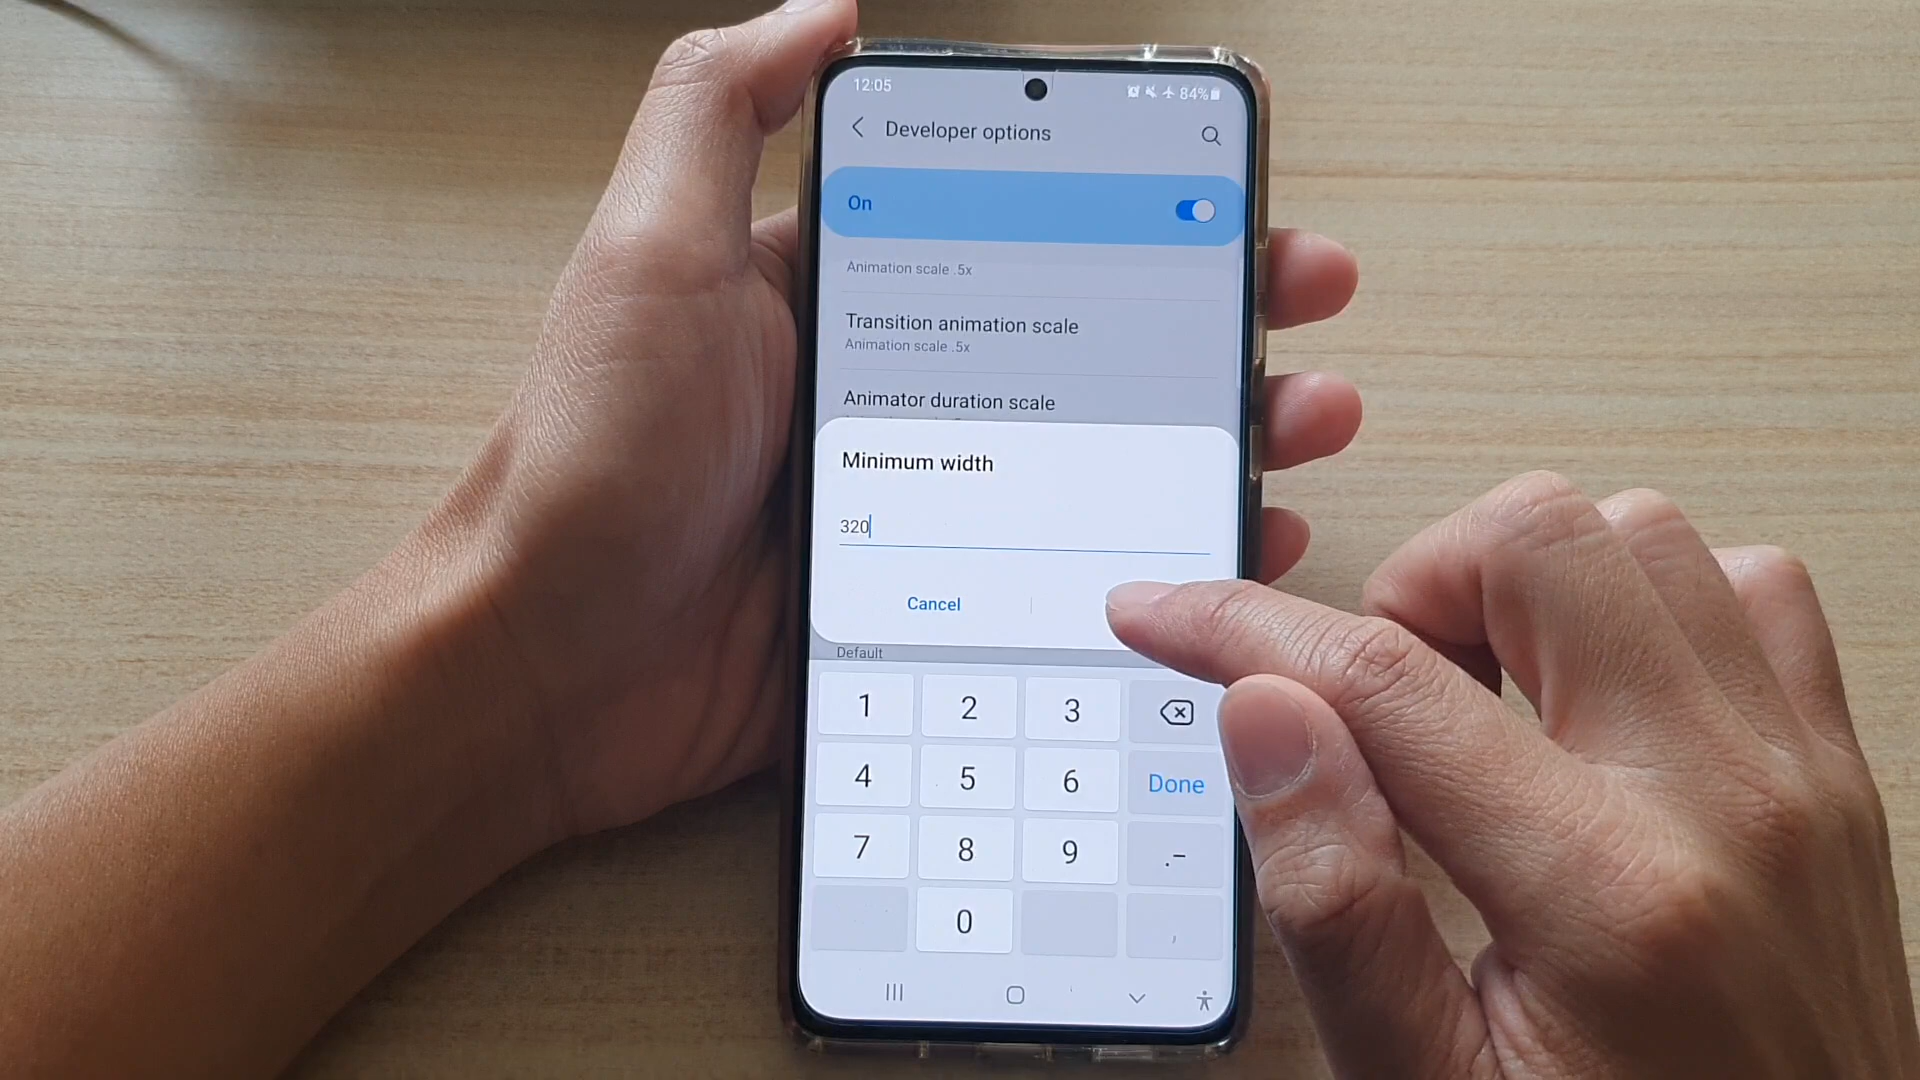 12:05
84%
Developer options
On
Animation scale .5x
Transition animation scale
Animation scale .5x
Animator duration scale
Minimum width
320
Cancel
Default
1 2 3
4 5 6 Done
7 8 9 .-
0 ,